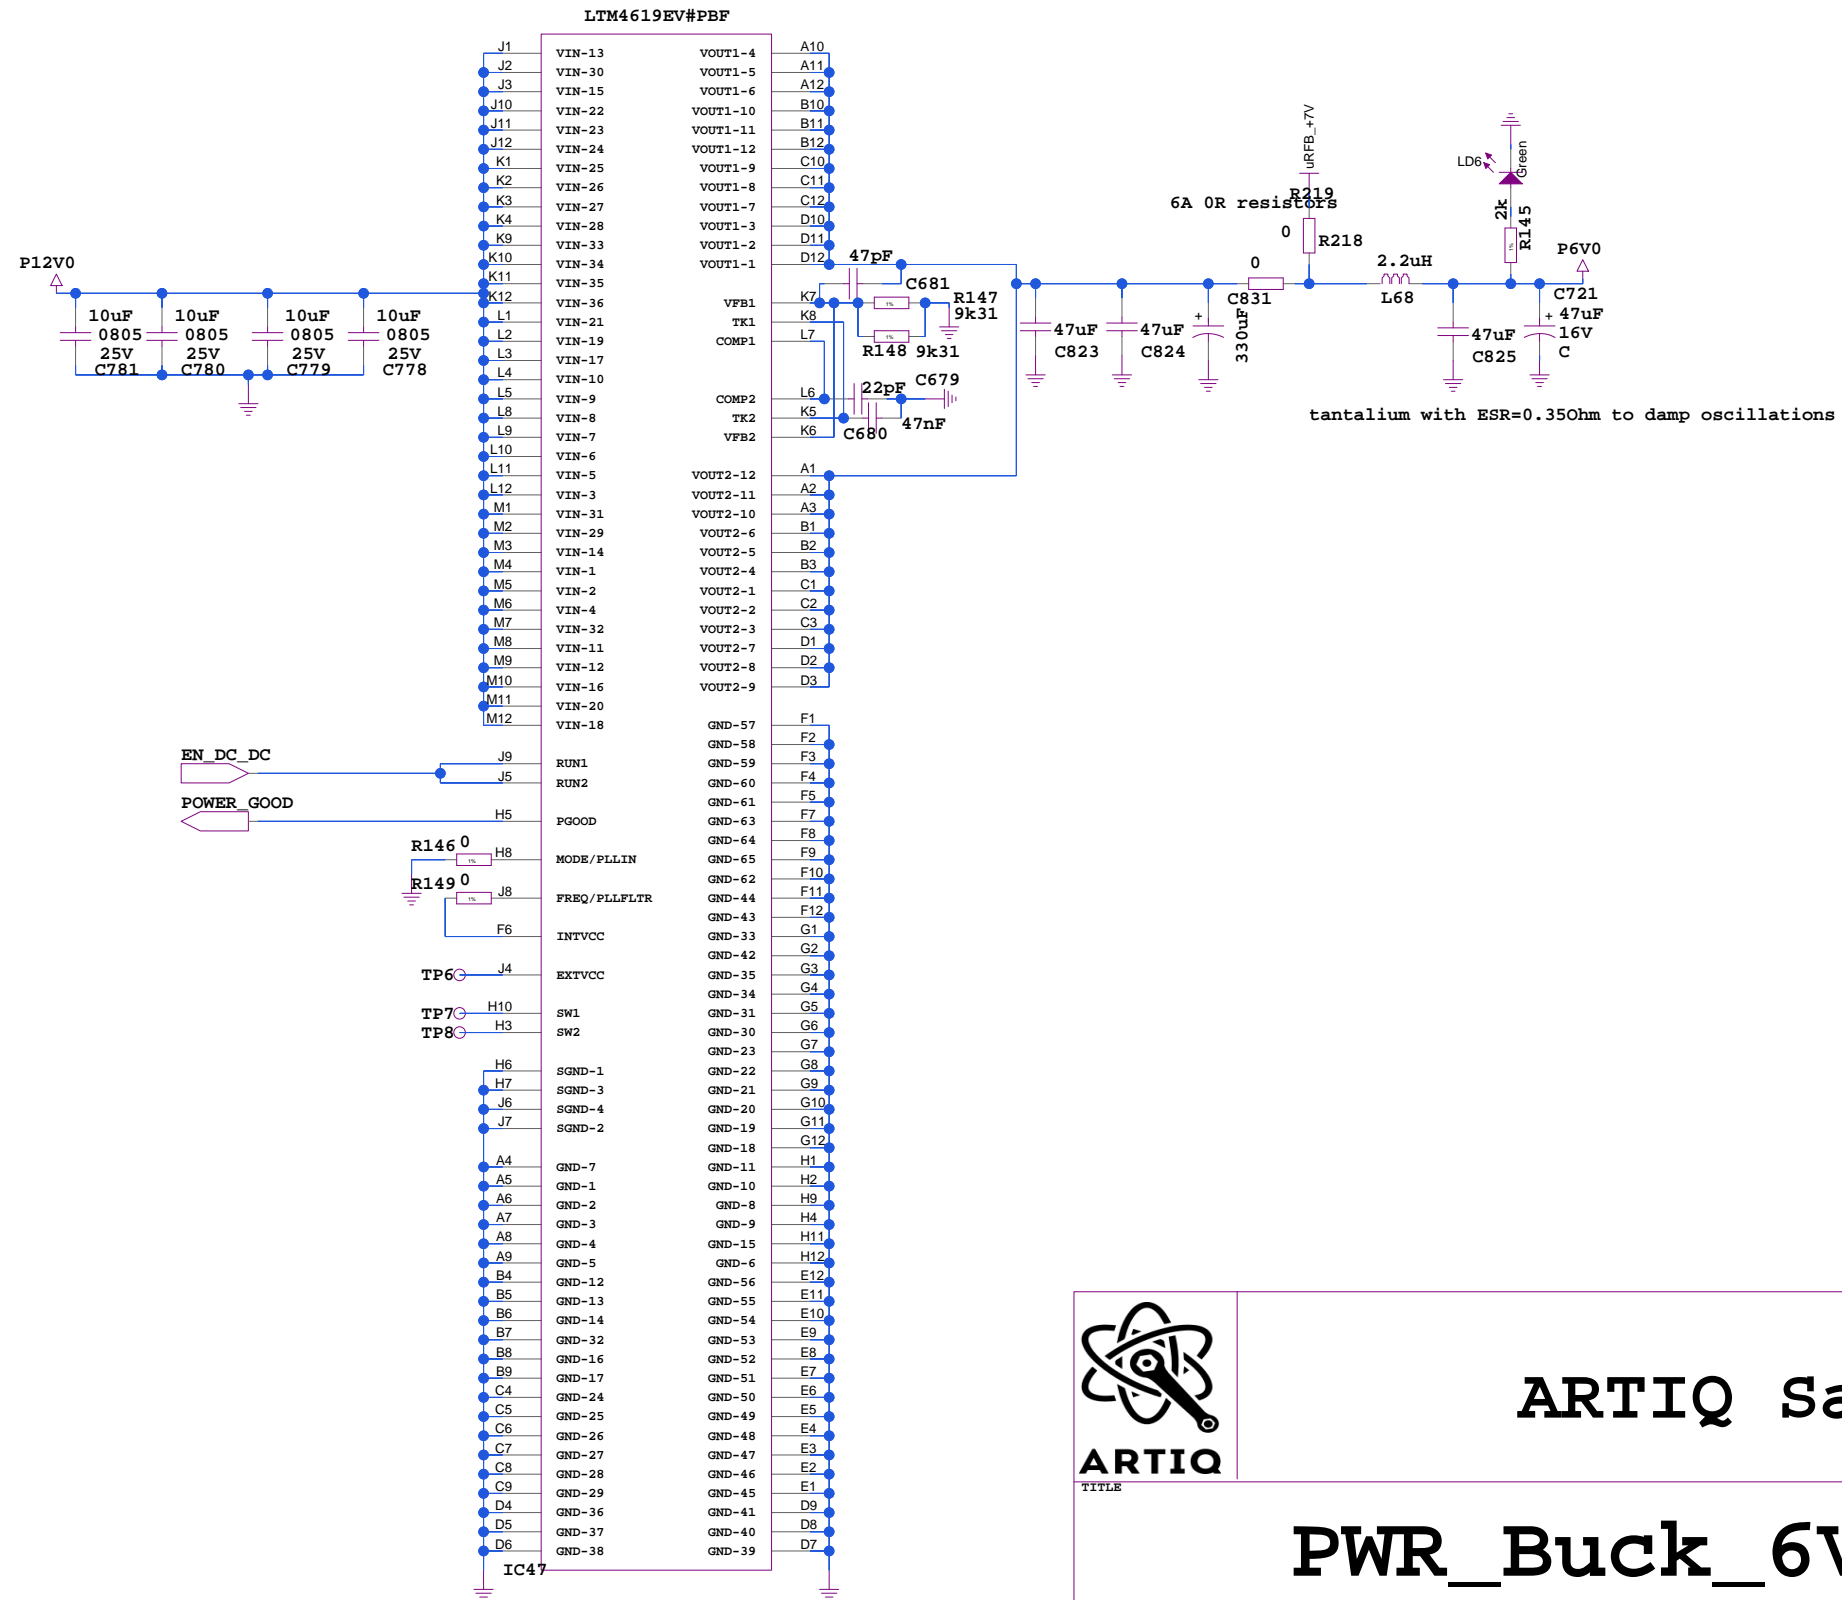 LTM4619EV#PBF
J1 VIN-13 VOUT1-4 A10
J2 VIN-30 VOUT1-5 A11
J3 VIN-15 VOUT1-6 A12
J10 VIN-22 VOUT1-10 B10
J11 VIN-23 VOUT1-11 B11
J12 VIN-24 VOUT1-12 B12
K1 VIN-25 VOUT1-9 C10
K2 VIN-26 VOUT1-8 C11
K3 VIN-27 VOUT1-7 C12
K4 VIN-28 VOUT1-3 D10
K9 VIN-33 VOUT1-2 D11
K10 VIN-34 VOUT1-1 D12
K11 VIN-35
K12 VIN-36 VFB1 K7
L1 VIN-21 TK1 K8
L2 VIN-19 COMP1 L7
L3 VIN-17
L4 VIN-10
L5 VIN-9 COMP2 L6
L8 VIN-8 TK2 K5
L9 VIN-7 VFB2 K6
L10 VIN-6
L11 VIN-5 VOUT2-12 A1
L12 VIN-3 VOUT2-11 A2
M1 VIN-31 VOUT2-10 A3
M2 VIN-29 VOUT2-6 B1
M3 VIN-14 VOUT2-5 B2
M4 VIN-1 VOUT2-4 B3
M5 VIN-2 VOUT2-1 C1
M6 VIN-4 VOUT2-2 C2
M7 VIN-32 VOUT2-3 C3
M8 VIN-11 VOUT2-7 D1
M9 VIN-12 VOUT2-8 D2
M10 VIN-16 VOUT2-9 D3
M11 VIN-20
M12 VIN-18 GND-57 F1
GND-58 F2
J9 RUN1 GND-59 F3
J5 RUN2 GND-60 F4
GND-61 F5
H5 PGOOD GND-63 F7
GND-64 F8
H8 MODE/PLLIN GND-65 F9
GND-62 F10
J8 FREQ/PLLFLTR GND-44 F11
GND-43 F12
F6 INTVCC GND-33 G1
GND-42 G2
J4 EXTVCC GND-35 G3
GND-34 G4
H10 SW1 GND-31 G5
H3 SW2 GND-30 G6
GND-23 G7
H6 SGND-1 GND-22 G8
H7 SGND-3 GND-21 G9
J6 SGND-4 GND-20 G10
J7 SGND-2 GND-19 G11
GND-18 G12
A4 GND-7 GND-11 H1
A5 GND-1 GND-10 H2
A6 GND-2 GND-8 H9
A7 GND-3 GND-9 H4
A8 GND-4 GND-15 H11
A9 GND-5 GND-6 H12
B4 GND-12 GND-56 E12
B5 GND-13 GND-55 E11
B6 GND-14 GND-54 E10
B7 GND-32 GND-53 E9
B8 GND-16 GND-52 E8
B9 GND-17 GND-51 E7
C4 GND-24 GND-50 E6
C5 GND-25 GND-49 E5
C6 GND-26 GND-48 E4
C7 GND-27 GND-47 E3
C8 GND-28 GND-46 E2
C9 GND-29 GND-45 E1
D4 GND-36 GND-41 D9
D5 GND-37 GND-40 D8
D6 GND-38 GND-39 D7
IC47
P12V0
10uF 10uF 10uF 10uF
0805 0805 0805 0805
25V 25V 25V 25V
C781 C780 C779 C778
EN_DC_DC
POWER_GOOD
R146 0
1%
R149 0
1%
TP6
TP7
TP8
47pF
C681
1%
R147
9k31
1%
R148 9k31
22pF C679
C680 47nF
47uF
C823
47uF
C824
330uF
C831
6A 0R resistors
R219
0
0 R218
uRFB_+7V
2.2uH
L68
LD6
Green
2k
1%
R145
P6V0
47uF
C825
C721
+
47uF
16V
C
+
tantalium with ESR=0.35Ohm to damp oscillations
ARTIQ
ARTIQ Sa
TITLE
PWR_Buck_6V